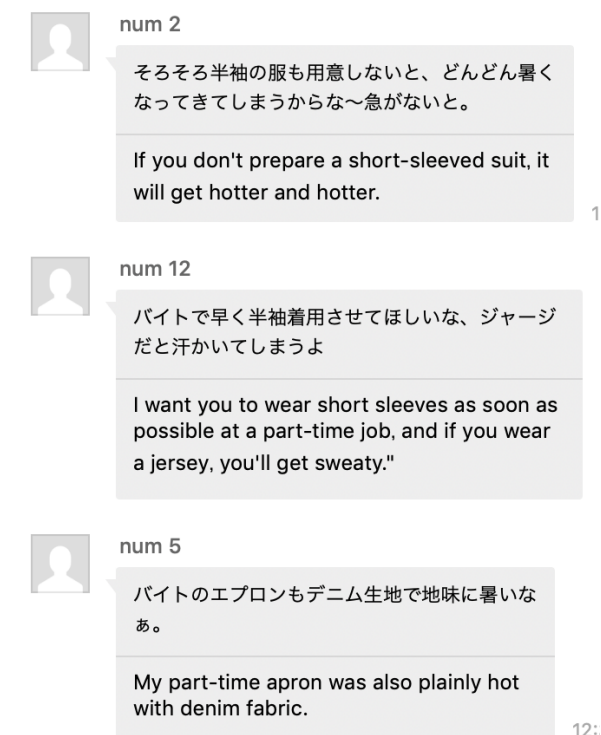 num 2
そろそろ半袖の服も用意しないと、どんどん暑く
なってきてしまうからな～急がないと。
If you don't prepare a short-sleeved suit, it
will get hotter and hotter.
1
num 12
バイトで早く半袖着用させてほしいな、ジャージ
だと汗かいてしまうよ
I want you to wear short sleeves as soon as
possible at a part-time job, and if you wear
a jersey, you'll get sweaty."
num 5
バイトのエプロンもデニム生地で地味に暑いな
ぁ。
My part-time apron was also plainly hot
with denim fabric.
12: